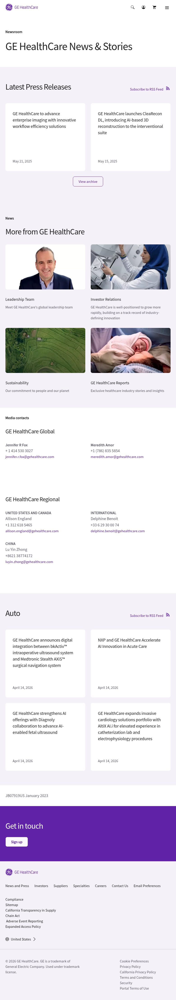 GE HealthCare
Newsroom
GE HealthCare News & Stories
Latest Press Releases
Subscribe to RSS Feed
GE HealthCare to advance
enterprise imaging with innovative
workflow efficiency solutions
May 21, 2025
GE HealthCare launches CleaRecon
DL, introducing AI-based 3D
reconstruction to the interventional
suite
May 15, 2025
View archive
News
More from GE HealthCare
Leadership Team
Meet GE HealthCare's global leadership team
Investor Relations
GE HealthCare is well-positioned to grow more
rapidly, building on a track record of industry-
defining innovation
Sustainability
Our commitment to people and our planet
GE HealthCare Reports
Exclusive healthcare industry stories and insights
Media contacts
GE HealthCare Global
Jennifer R Fox
+ 1 414 530 3027
jennifer.r.fox@gehealthcare.com
Meredith Amor
+1 (786) 835 5854
meredith.amor@gehealthcare.com
GE HealthCare Regional
UNITED STATES AND CANADA
Allison England
+1 312 618 5465
allison.england@gehealthcare.com
INTERNATIONAL
Delphine Benoit
+33 6 29 30 00 74
delphine.benoit@gehealthcare.com
CHINA
Lu Yin Zhong
+8621 38774172
luyin.zhong@gehealthcare.com
Auto
Subscribe to RSS Feed
GE HealthCare announces digital
integration between bkActiv™
intraoperative ultrasound system
and Medtronic Stealth AXiS™
surgical navigation system
April 14, 2026
NXP and GE HealthCare Accelerate
AI Innovation in Acute Care
April 14, 2026
GE HealthCare strengthens AI
offerings with Diagnoly
collaboration to advance AI-
enabled fetal ultrasound
April 14, 2026
GE HealthCare expands invasive
cardiology solutions portfolio with
AltiX AI.i for elevated experience in
catheterization lab and
electrophysiology procedures
April 14, 2026
JB07919US January 2023
Get in touch
Sign up
GE HealthCare
News and Press Investors Suppliers Specialties Careers Contact Us Email Preferences
Compliance
Sitemap
California Transparency in Supply
Chain Act
Adverse Event Reporting
Expanded Access Policy
United States
© 2026 GE HealthCare. GE is a trademark of
General Electric Company. Used under trademark
license.
Cookie Preferences
Privacy Policy
California Privacy Policy
Terms and Conditions
Security
Portal Terms of Use